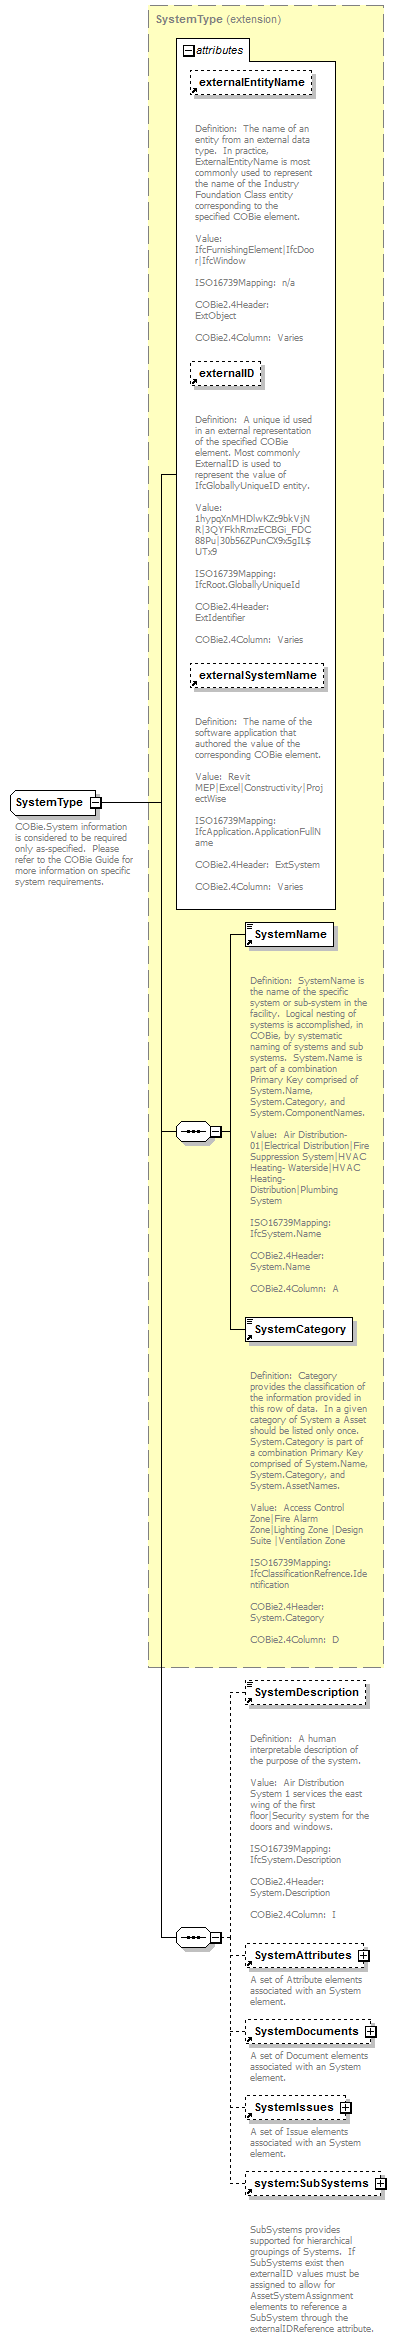 SystemType (extension)
attributes
externalEntityName
Definition:  The name of an
entity from an external data
type.  In practice,
ExternalEntityName is most
commonly used to represent
the name of the Industry
Foundation Class entity
corresponding to the
specified COBie element.
Value:
IfcFurnishingElement|IfcDoo
r|IfcWindow
ISO16739Mapping:  n/a
COBie2.4Header:
ExtObject
COBie2.4Column:  Varies
externalID
Definition:  A unique id used
in an external representation
of the specified COBie
element. Most commonly
ExternalID is used to
represent the value of
IfcGloballyUniqueID entity.
Value:
1hypqXnMHDlwKZc9bkVjN
R|3QYFkhRmzECBGi_FDC
88Pu|30b56ZPunCX9xSgIL$
UTx9
ISO16739Mapping:
IfcRoot.GloballyUniqueId
COBie2.4Header:
ExtIdentifier
COBie2.4Column:  Varies
externalSystemName
Definition:  The name of the
software application that
authored the value of the
corresponding COBie element.
Value:  Revit
MEP|Excel|Constructivity|Proj
ectWise
ISO16739Mapping:
IfcApplication.ApplicationFullN
ame
COBie2.4Header:  ExtSystem
COBie2.4Column:  Varies
SystemType
COBie.System information
is considered to be required
only as-specified.  Please
refer to the COBie Guide for
more information on specific
system requirements.
SystemName
Definition:  SystemName is
the name of the specific
system or sub-system in the
facility.  Logical nesting of
systems is accomplished, in
COBie, by systematic
naming of systems and sub
systems.  System.Name is
part of a combination
Primary Key comprised of
System.Name,
System.Category, and
System.ComponentNames.
Value:  Air Distribution-
01|Electrical Distribution|Fire
Suppression System|HVAC
Heating- Waterside|HVAC
Heating-
Distribution|Plumbing
System
ISO16739Mapping:
IfcSystem.Name
COBie2.4Header:
System.Name
COBie2.4Column:  A
SystemCategory
Definition:  Category
provides the classification of
the information provided in
this row of data.  In a given
category of System a Asset
should be listed only once.
System.Category is part of
a combination Primary Key
comprised of System.Name,
System.Category, and
System.AssetNames.
Value:  Access Control
Zone|Fire Alarm
Zone|Lighting Zone |Design
Suite |Ventilation Zone
ISO16739Mapping:
IfcClassificationRefrence.Ide
ntification
COBie2.4Header:
System.Category
COBie2.4Column:  D
SystemDescription
Definition:  A human
interpretable description of
the purpose of the system.
Value:  Air Distribution
System 1 services the east
wing of the first
floor|Security system for the
doors and windows.
ISO16739Mapping:
IfcSystem.Description
COBie2.4Header:
System.Description
COBie2.4Column:  I
SystemAttributes
A set of Attribute elements
associated with an System
element.
SystemDocuments
A set of Document elements
associated with an System
element.
SystemIssues
A set of Issue elements
associated with an System
element.
system:SubSystems
SubSystems provides
supported for hierarchical
groupings of Systems.  If
SubSystems exist then
externalID values must be
assigned to allow for
AssetSystemAssignment
elements to reference a
SubSystem through the
externalIDReference attribute.